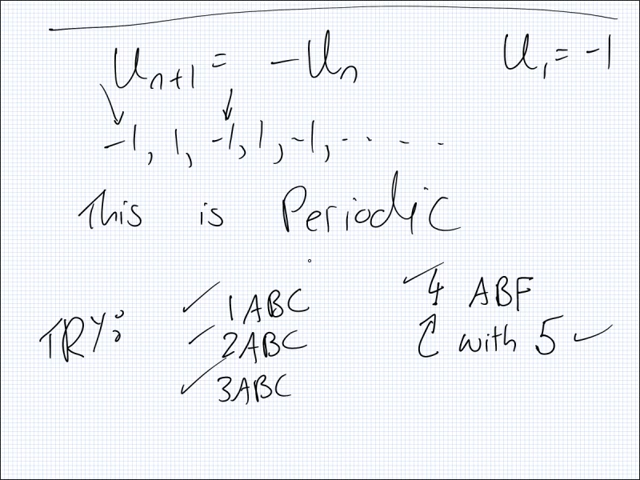 Un+1 = -Un U1 = -1
-1, 1, -1, 1, -1, . . . . .
This is Periodic
TRY: 1ABC 4 ABF
2ABC with 5
3ABC